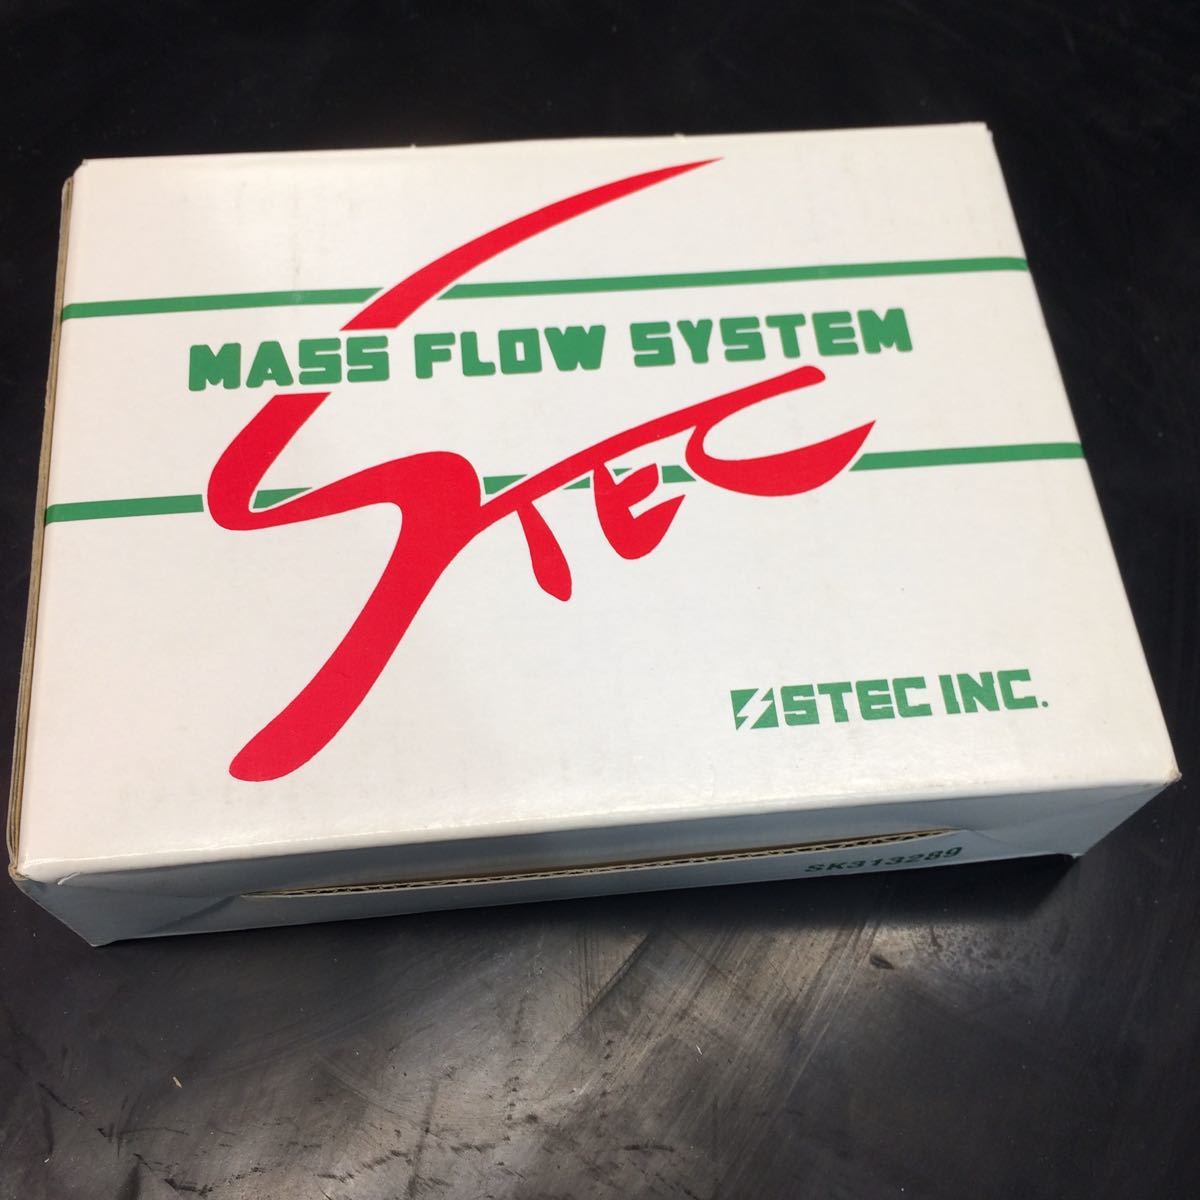 MASS FLOW SYSTEM
STEC
STEC INC.
SK313289